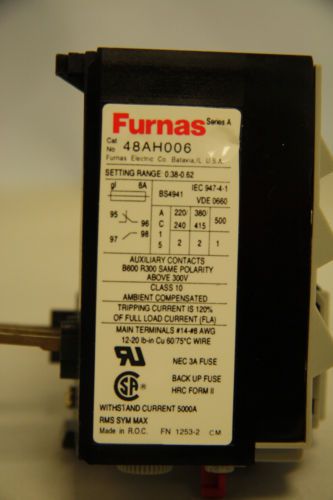 Furnas Series A
Cat. No 48AH006
Furnas Electric Co. Batavia, IL U.S.A.
SETTING RANGE 0.38-0.62
gl 6A BS4941 IEC 947-4-1
VDE 0660
95 96 97 98
A C 1 5 220/240 380/415 500
2 2 1
AUXILIARY CONTACTS
B600 R300 SAME POLARITY
ABOVE 300V
CLASS 10
AMBIENT COMPENSATED
TRIPPING CURRENT IS 120%
OF FULL LOAD CURRENT (FLA)
MAIN TERMINALS #14-#8 AWG
12-20 lb-in Cu 60/75°C WIRE
NEC 3A FUSE
BACK UP FUSE
HRC FORM II
WITHSTAND CURRENT 5000A
RMS SYM MAX
Made in R.O.C. FN 1253-2 CM